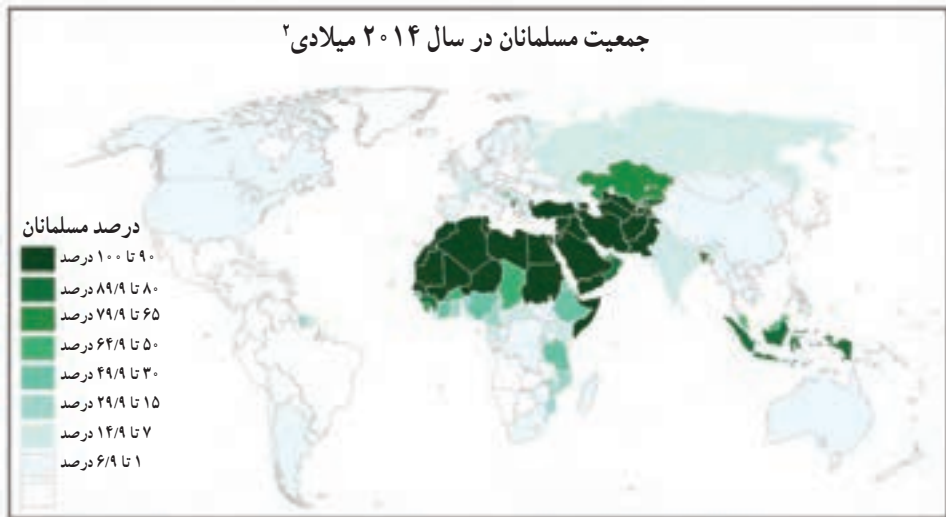 جمعیت مسلمانان در سال ۲۰۱۴ میلادی۲
درصد مسلمانان
۹۰ تا ۱۰۰ درصد
۸۰ تا ۸۹/۹ درصد
۶۵ تا ۷۹/۹ درصد
۵۰ تا ۶۴/۹ درصد
۳۰ تا ۴۹/۹ درصد
۱۵ تا ۲۹/۹ درصد
۷ تا ۱۴/۹ درصد
۱ تا ۶/۹ درصد